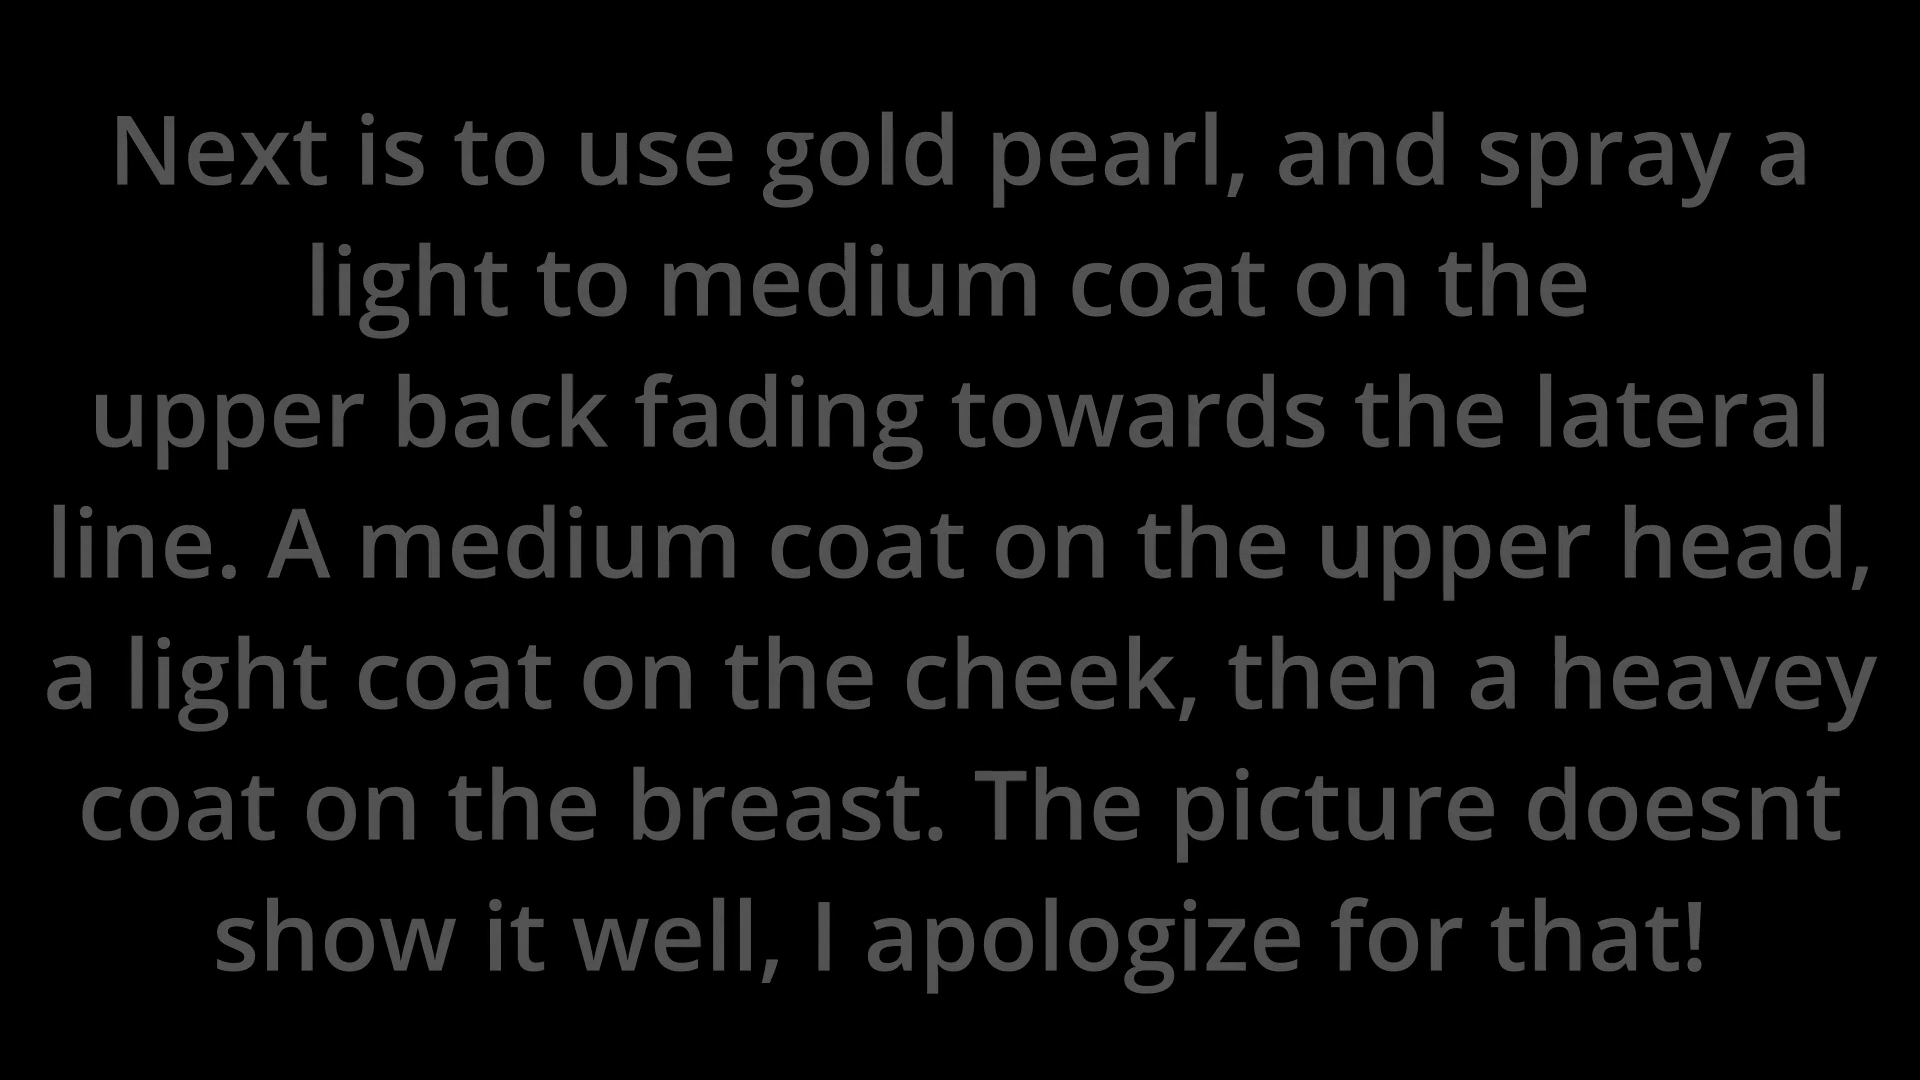 Next is to use gold pearl, and spray a
light to medium coat on the
upper back fading towards the lateral
line. A medium coat on the upper head,
a light coat on the cheek, then a heavey
coat on the breast. The picture doesnt
show it well, I apologize for that!